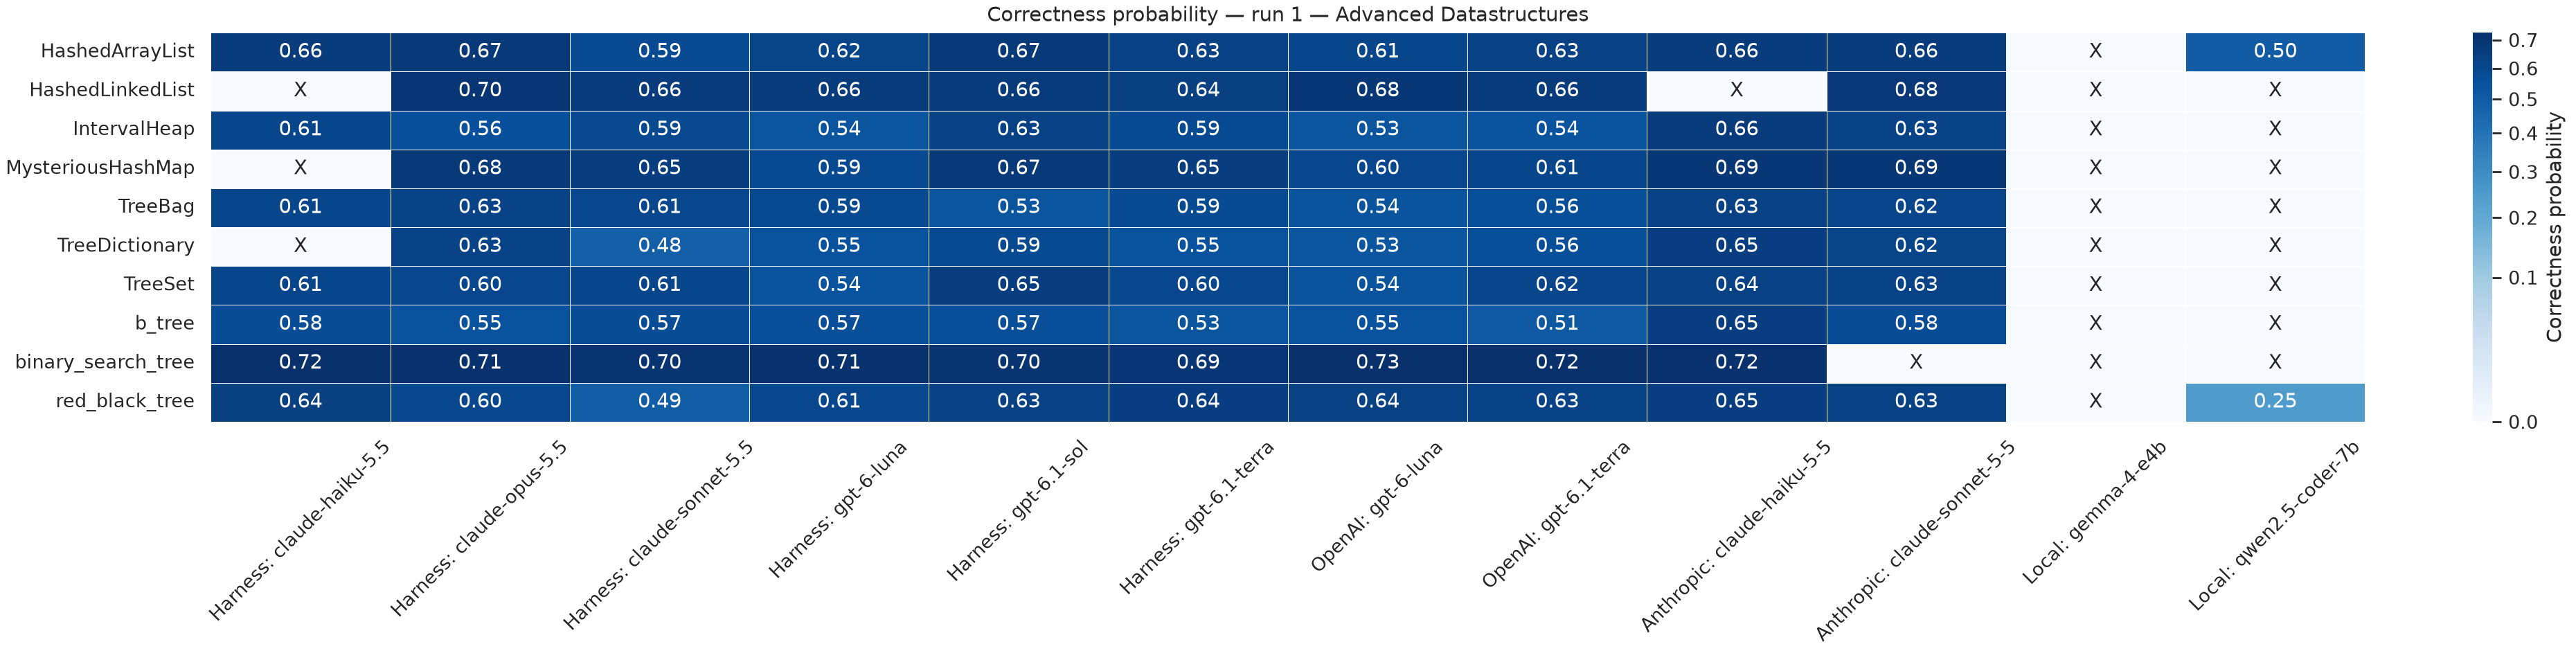 Correctness probability — run 1 — Advanced Datastructures
HashedArrayList 0.66 0.67 0.59 0.62 0.67 0.63 0.61 0.63 0.66 0.66 X 0.50
HashedLinkedList X 0.70 0.66 0.66 0.66 0.64 0.68 0.66 X 0.68 X X
IntervalHeap 0.61 0.56 0.59 0.54 0.63 0.59 0.53 0.54 0.66 0.63 X X
MysteriousHashMap X 0.68 0.65 0.59 0.67 0.65 0.60 0.61 0.69 0.69 X X
TreeBag 0.61 0.63 0.61 0.59 0.53 0.59 0.54 0.56 0.63 0.62 X X
TreeDictionary X 0.63 0.48 0.55 0.59 0.55 0.53 0.56 0.65 0.62 X X
TreeSet 0.61 0.60 0.61 0.54 0.65 0.60 0.54 0.62 0.64 0.63 X X
b_tree 0.58 0.55 0.57 0.57 0.57 0.53 0.55 0.51 0.65 0.58 X X
binary_search_tree 0.72 0.71 0.70 0.71 0.70 0.69 0.73 0.72 0.72 X X X
red_black_tree 0.64 0.60 0.49 0.61 0.63 0.64 0.64 0.63 0.65 0.63 X 0.25
Harness: claude-haiku-5.5
Harness: claude-opus-5.5
Harness: claude-sonnet-5.5
Harness: gpt-6-luna
Harness: gpt-6.1-sol
Harness: gpt-6.1-terra
OpenAI: gpt-6-luna
OpenAI: gpt-6.1-terra
Anthropic: claude-haiku-5-5
Anthropic: claude-sonnet-5-5
Local: gemma-4-e4b
Local: qwen2.5-coder-7b
0.7
0.6
0.5
0.4
0.3
0.2
0.1
0.0
Correctness probability